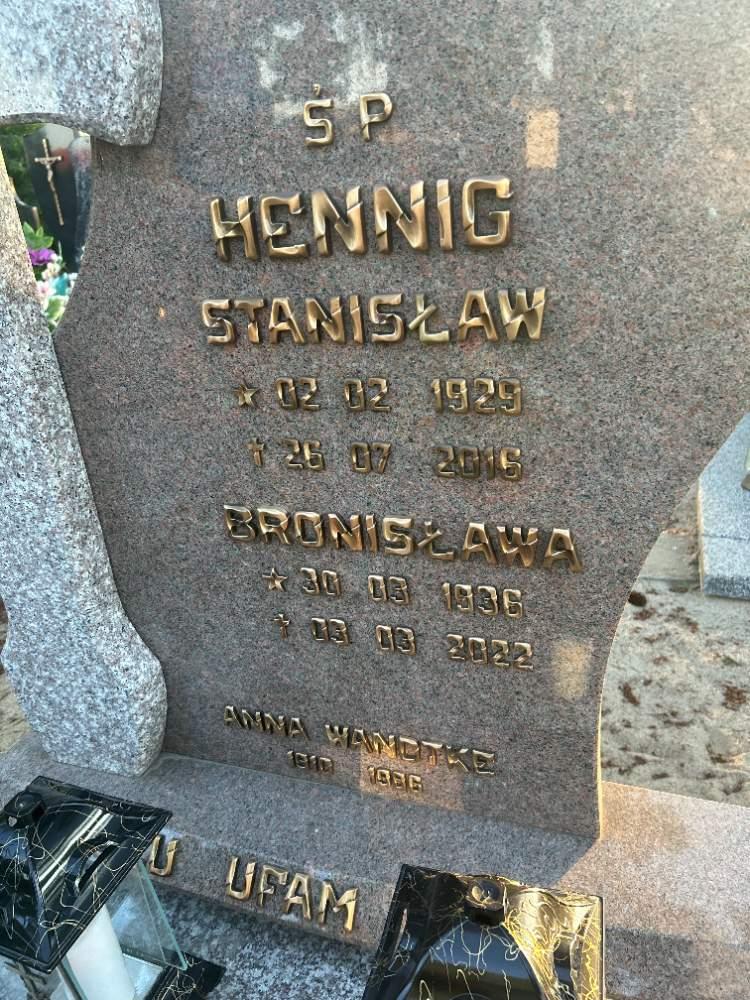 Ś P
HENNIG
STANISŁAW
★ 02 02 1929
✝ 26 07 2016
BRONISŁAWA
★ 30 03 1936
✝ 03 03 2022
ANNA WANDTKE
1910 1986
UFAM